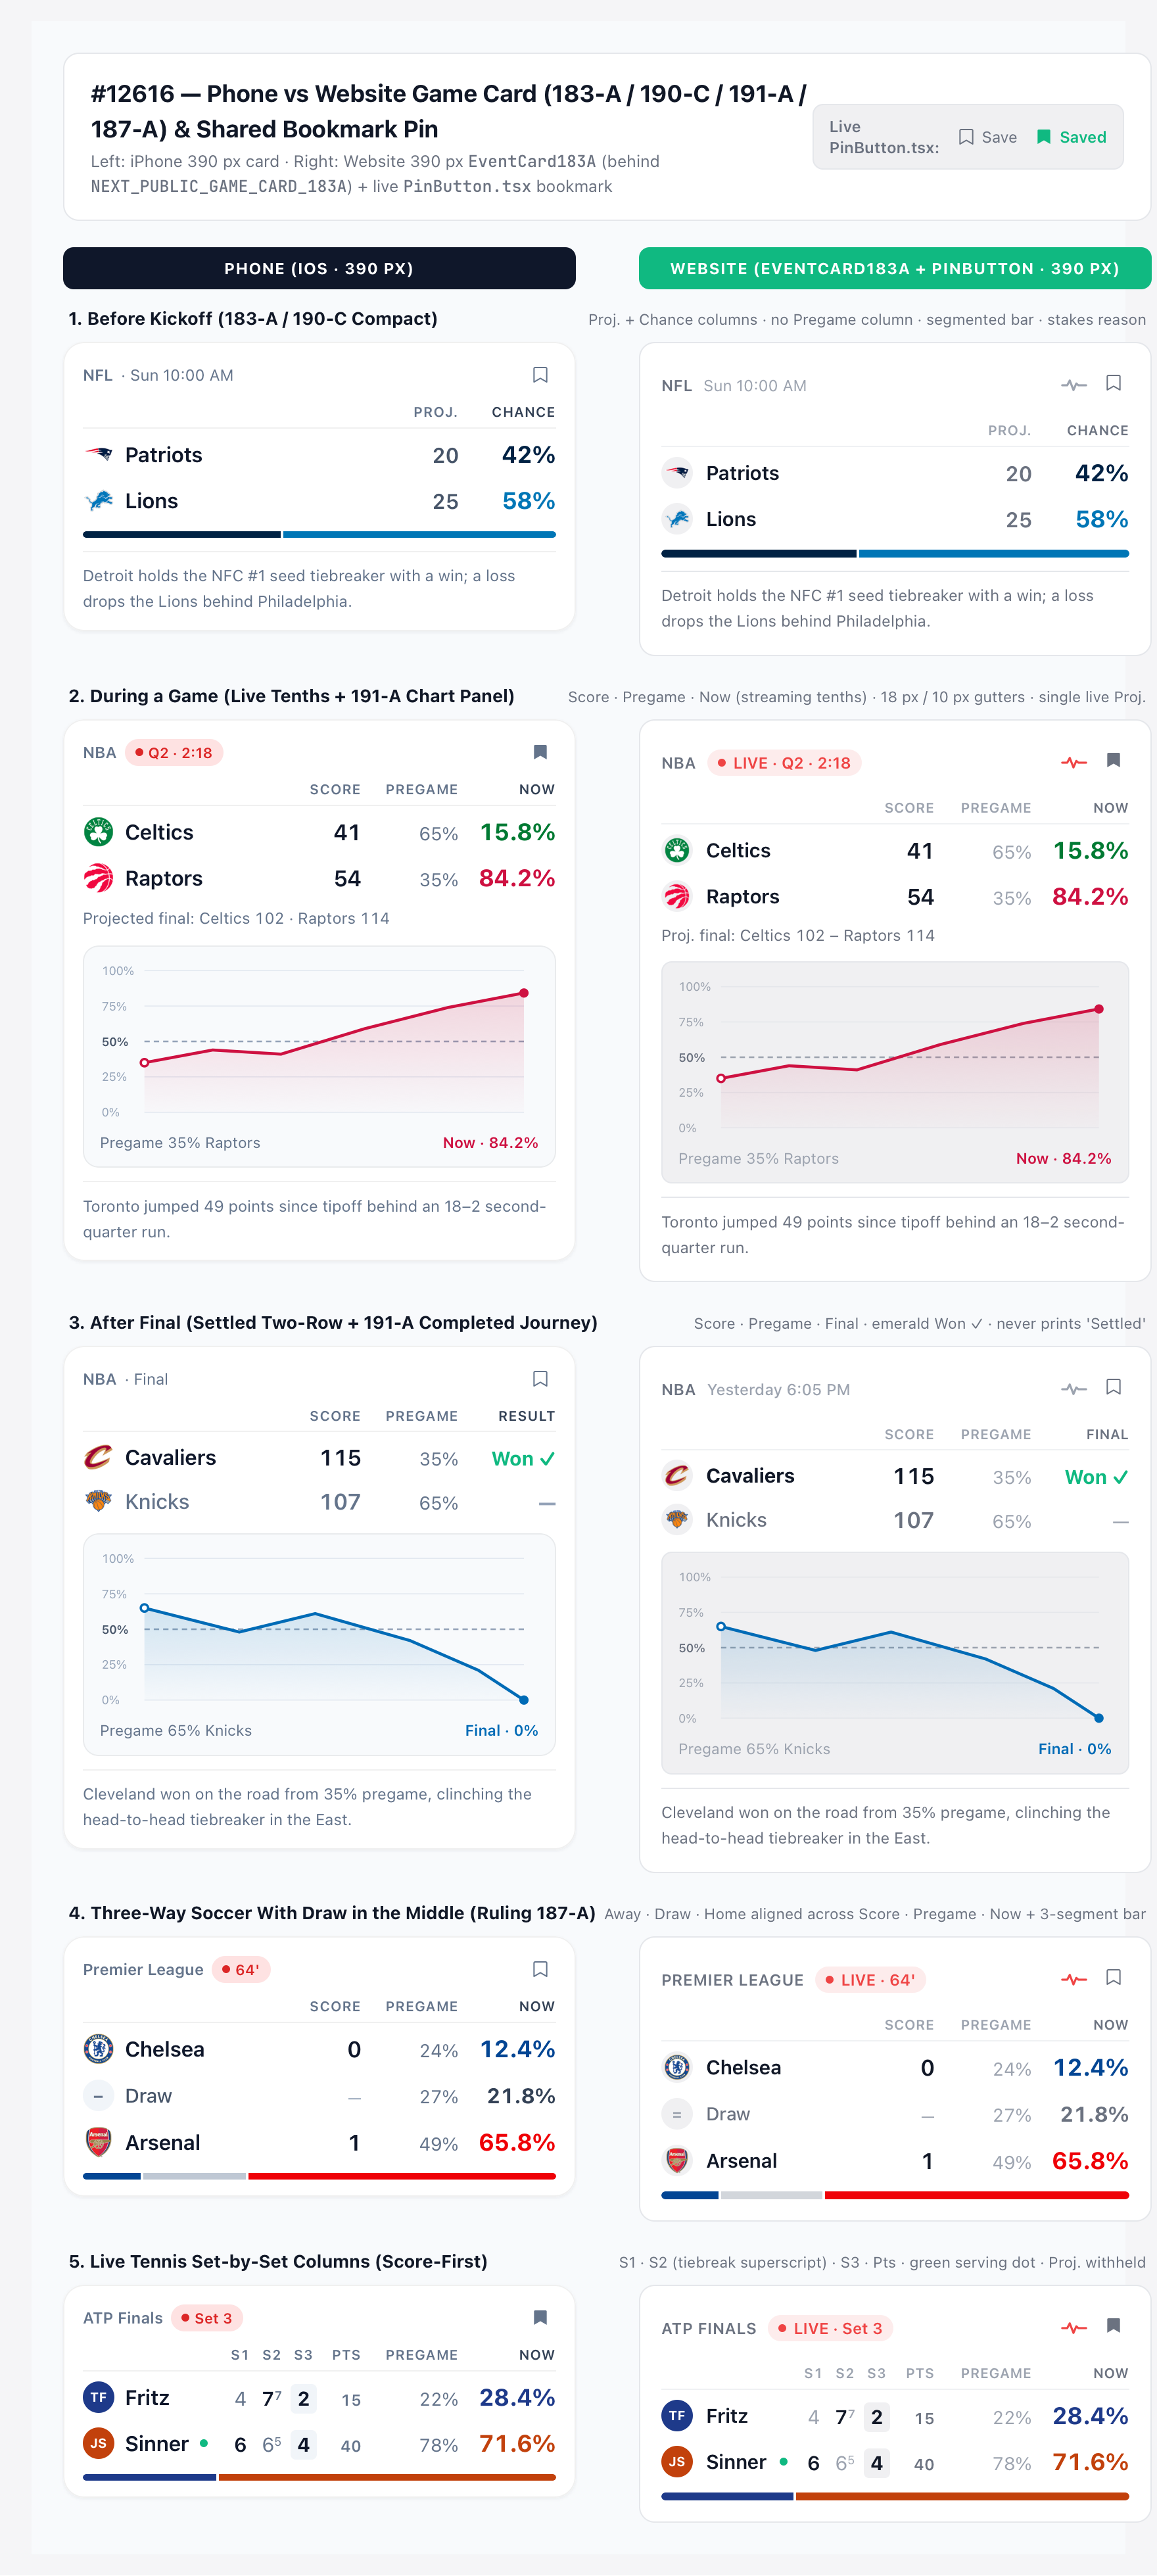 #12616 — Phone vs Website Game Card (183-A / 190-C / 191-A /
187-A) & Shared Bookmark Pin
Left: iPhone 390 px card · Right: Website 390 px EventCard183A (behind
NEXT_PUBLIC_GAME_CARD_183A) + live PinButton.tsx bookmark
Live
PinButton.tsx:
Save
Saved
PHONE (IOS · 390 PX)
WEBSITE (EVENTCARD183A + PINBUTTON · 390 PX)
1. Before Kickoff (183-A / 190-C Compact)
Proj. + Chance columns · no Pregame column · segmented bar · stakes reason
NFL · Sun 10:00 AM
PROJ. CHANCE
Patriots 20 42%
Lions 25 58%
Detroit holds the NFC #1 seed tiebreaker with a win; a loss
drops the Lions behind Philadelphia.
NFL Sun 10:00 AM
PROJ. CHANCE
Patriots 20 42%
Lions 25 58%
Detroit holds the NFC #1 seed tiebreaker with a win; a loss
drops the Lions behind Philadelphia.
2. During a Game (Live Tenths + 191-A Chart Panel)
Score · Pregame · Now (streaming tenths) · 18 px / 10 px gutters · single live Proj.
NBA Q2 · 2:18
SCORE PREGAME NOW
Celtics 41 65% 15.8%
Raptors 54 35% 84.2%
Projected final: Celtics 102 · Raptors 114
100%
75%
50%
25%
0%
Pregame 35% Raptors Now · 84.2%
Toronto jumped 49 points since tipoff behind an 18–2 second-
quarter run.
NBA LIVE · Q2 · 2:18
SCORE PREGAME NOW
Celtics 41 65% 15.8%
Raptors 54 35% 84.2%
Proj. final: Celtics 102 – Raptors 114
100%
75%
50%
25%
0%
Pregame 35% Raptors Now · 84.2%
Toronto jumped 49 points since tipoff behind an 18–2 second-
quarter run.
3. After Final (Settled Two-Row + 191-A Completed Journey)
Score · Pregame · Final · emerald Won ✓ · never prints 'Settled'
NBA · Final
SCORE PREGAME RESULT
Cavaliers 115 35% Won ✓
Knicks 107 65% —
100%
75%
50%
25%
0%
Pregame 65% Knicks Final · 0%
Cleveland won on the road from 35% pregame, clinching the
head-to-head tiebreaker in the East.
NBA Yesterday 6:05 PM
SCORE PREGAME FINAL
Cavaliers 115 35% Won ✓
Knicks 107 65% —
100%
75%
50%
25%
0%
Pregame 65% Knicks Final · 0%
Cleveland won on the road from 35% pregame, clinching the
head-to-head tiebreaker in the East.
4. Three-Way Soccer With Draw in the Middle (Ruling 187-A)
Away · Draw · Home aligned across Score · Pregame · Now + 3-segment bar
Premier League 64'
SCORE PREGAME NOW
Chelsea 0 24% 12.4%
– Draw — 27% 21.8%
Arsenal 1 49% 65.8%
PREMIER LEAGUE LIVE · 64'
SCORE PREGAME NOW
Chelsea 0 24% 12.4%
= Draw — 27% 21.8%
Arsenal 1 49% 65.8%
5. Live Tennis Set-by-Set Columns (Score-First)
S1 · S2 (tiebreak superscript) · S3 · Pts · green serving dot · Proj. withheld
ATP Finals Set 3
S1 S2 S3 PTS PREGAME NOW
TF Fritz 4 7⁷ 2 15 22% 28.4%
JS Sinner 6 6⁵ 4 40 78% 71.6%
ATP FINALS LIVE · Set 3
S1 S2 S3 PTS PREGAME NOW
TF Fritz 4 7⁷ 2 15 22% 28.4%
JS Sinner 6 6⁵ 4 40 78% 71.6%